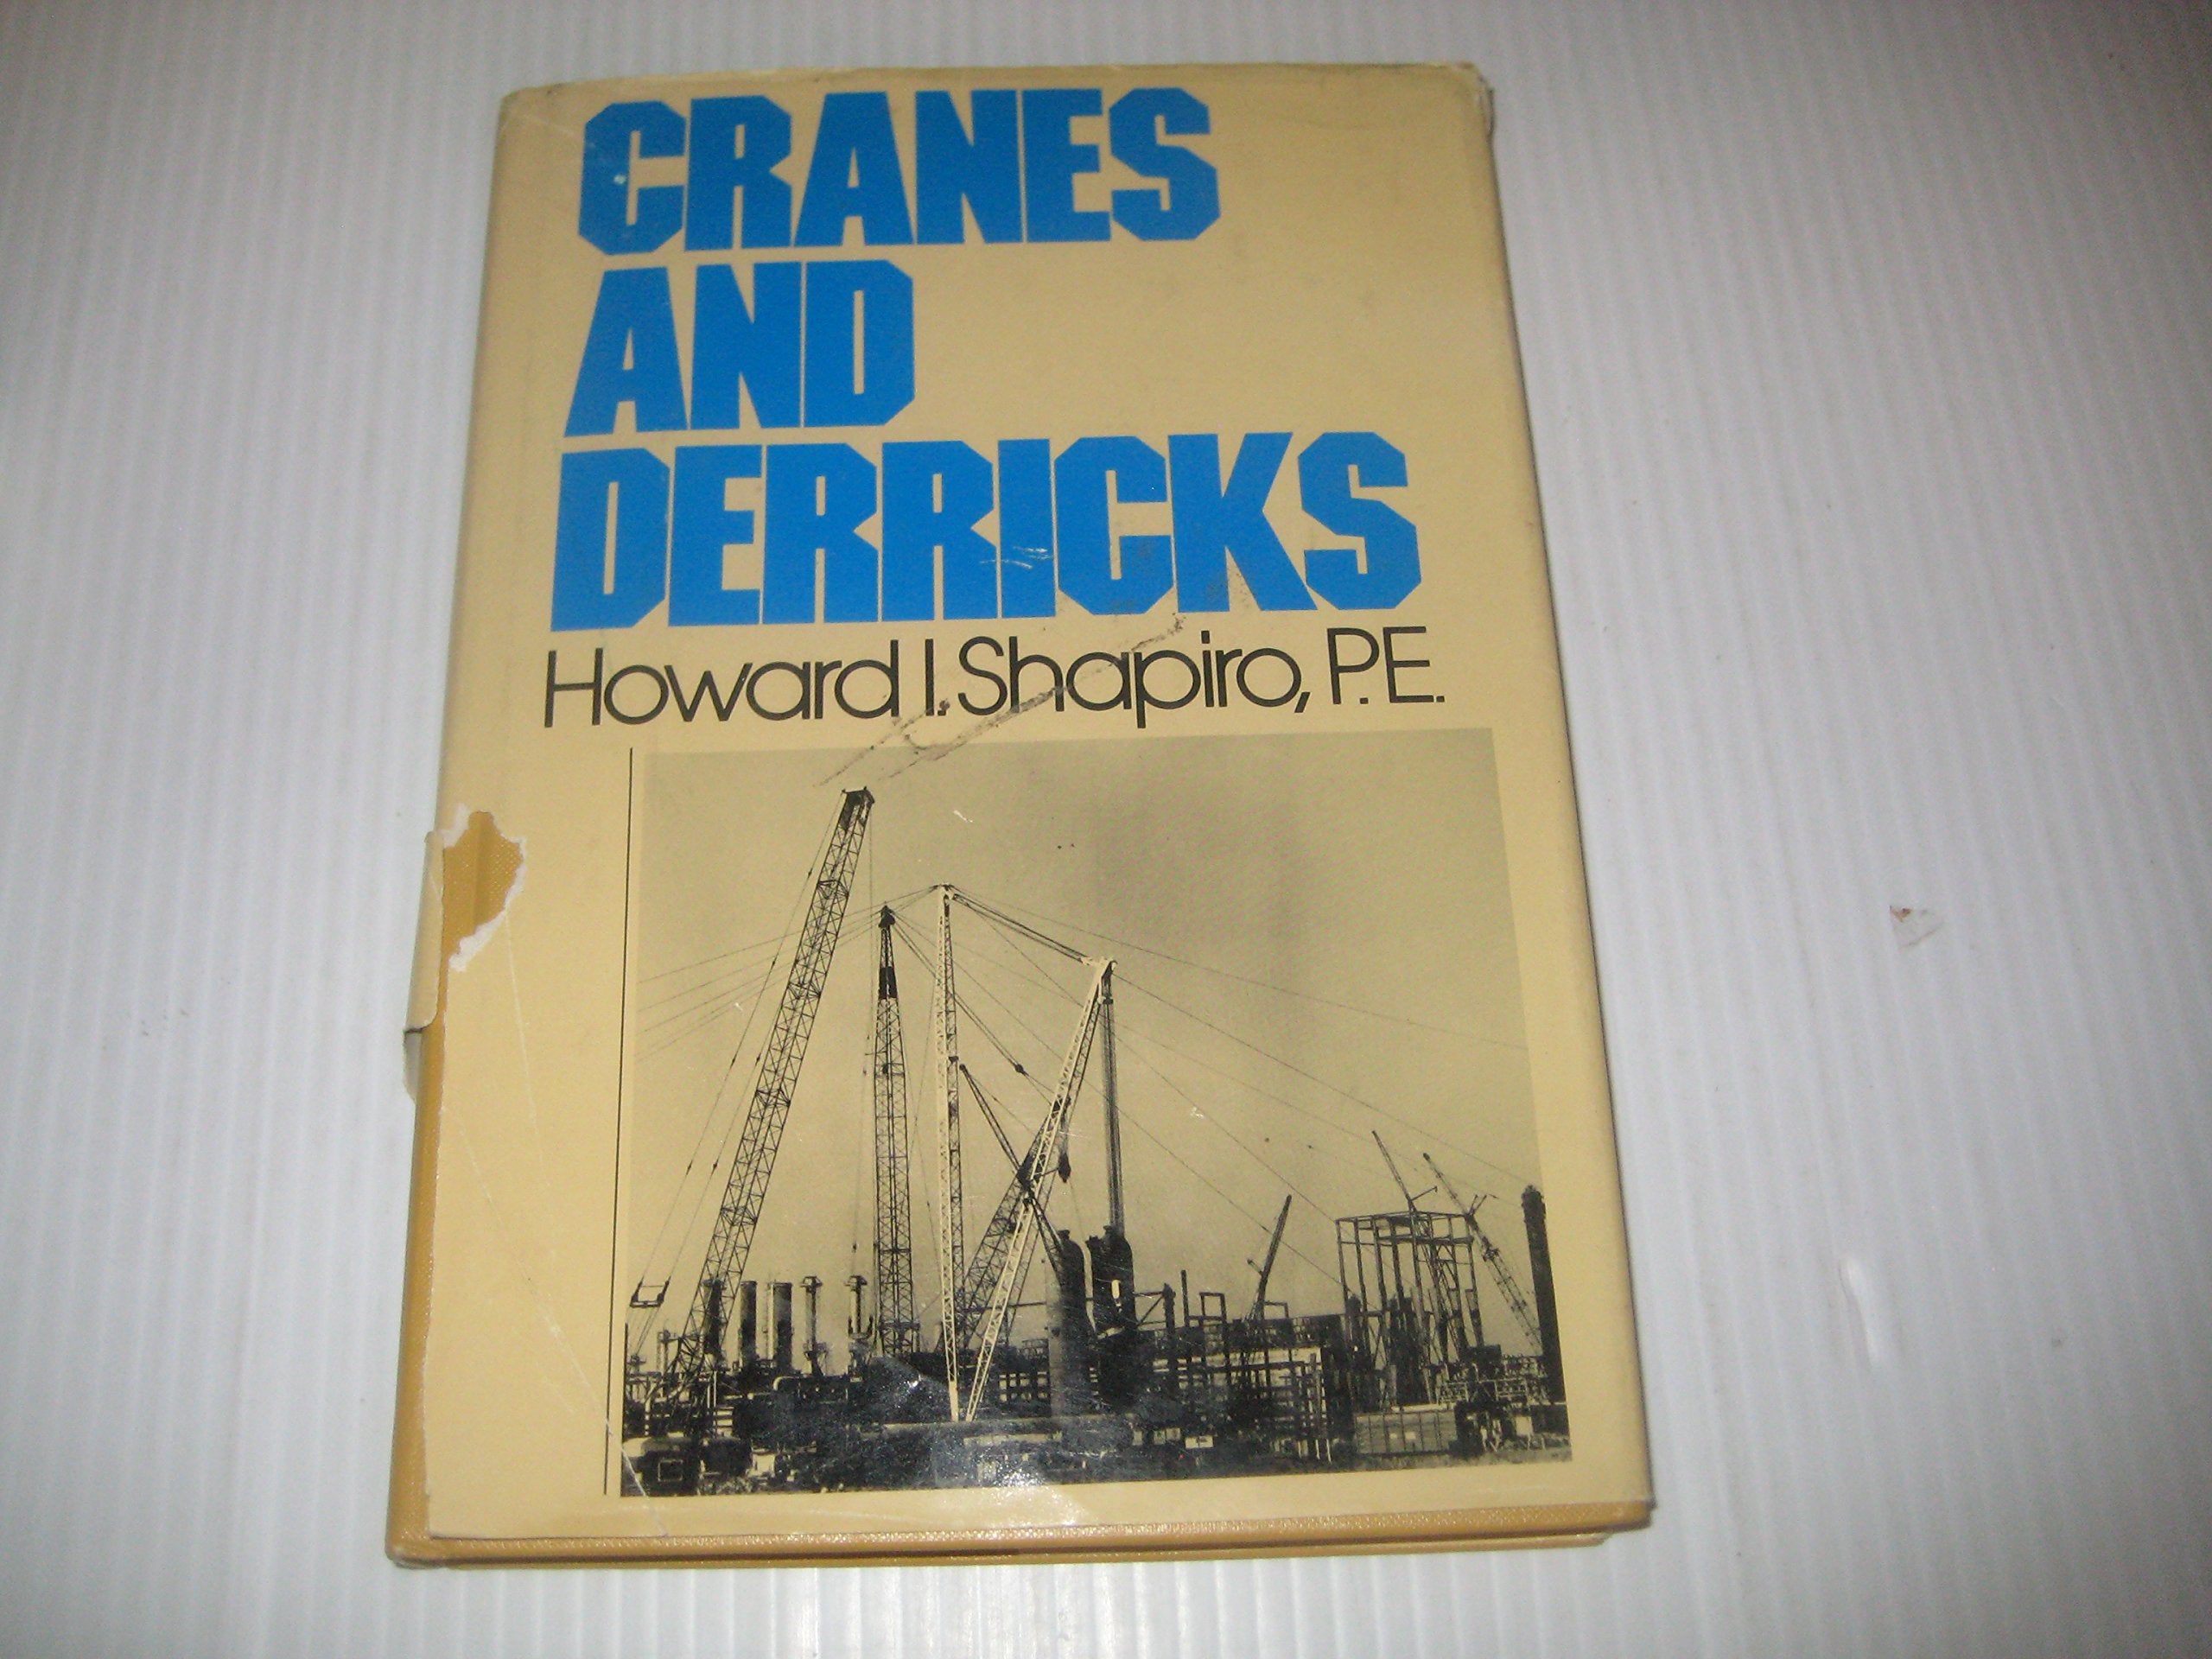 CRANES
AND
DERRICKS
Howard I. Shapiro, P.E.